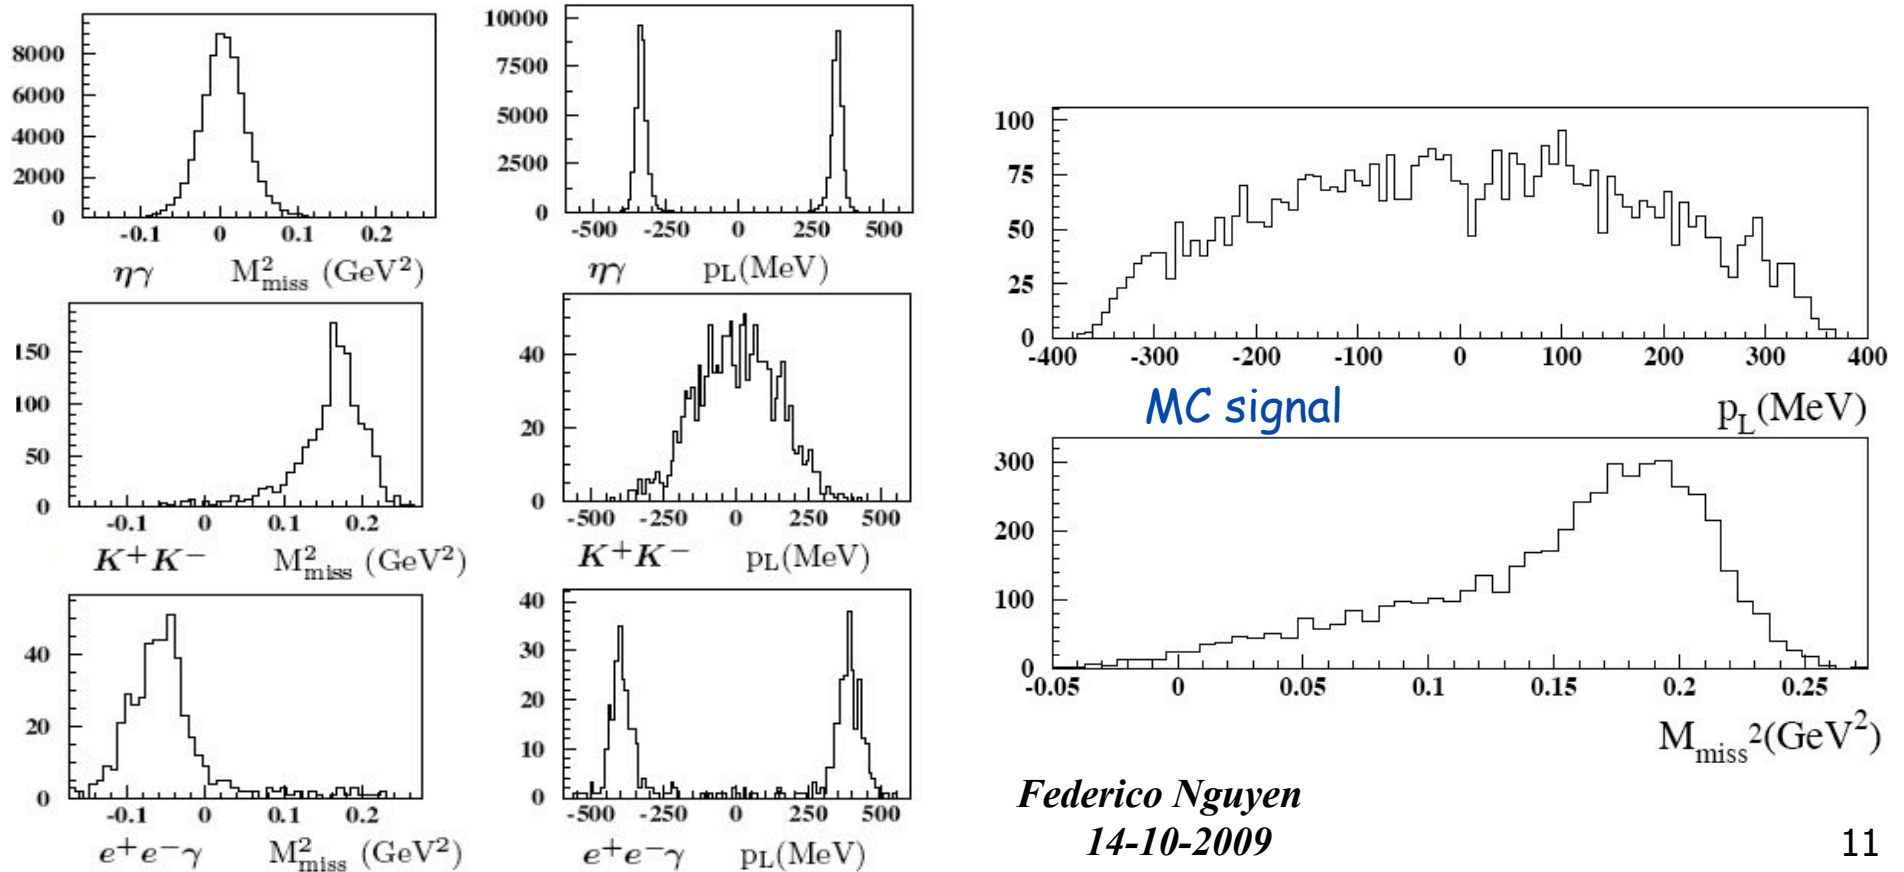 8000
6000
4000
2000
0
-0.1 0 0.1 0.2
ηγ M²miss (GeV²)
10000
7500
5000
2500
0
-500 -250 0 250 500
ηγ pL(MeV)
150
100
50
0
-0.1 0 0.1 0.2
K⁺K⁻ M²miss (GeV²)
40
20
0
-500 -250 0 250 500
K⁺K⁻ pL(MeV)
40
20
0
-0.1 0 0.1 0.2
e⁺e⁻γ M²miss (GeV²)
40
30
20
10
0
-500 -250 0 250 500
e⁺e⁻γ pL(MeV)
100
75
50
25
0
-400 -300 -200 -100 0 100 200 300 400
MC signal
pL(MeV)
300
200
100
0
-0.05 0 0.05 0.1 0.15 0.2 0.25
Mmiss²(GeV²)
Federico Nguyen
14-10-2009
11